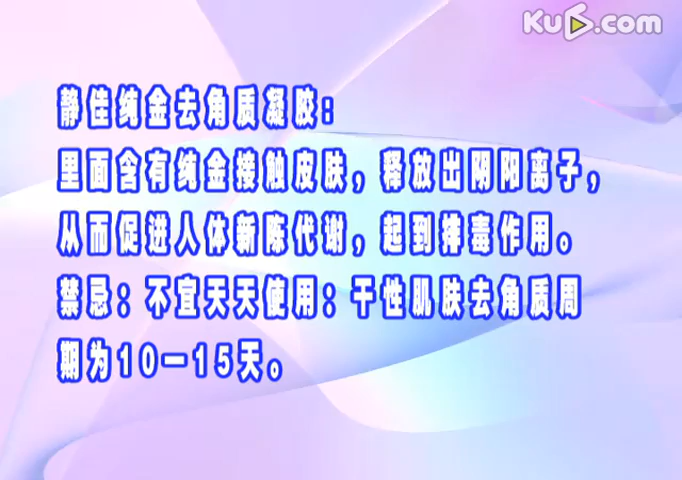 Ku6.com
静佳纯金去角质凝胶：
里面含有纯金接触皮肤，释放出阴阳离子，
从而促进人体新陈代谢，起到排毒作用。
禁忌：不宜天天使用：干性肌肤去角质周
期为10－15天。